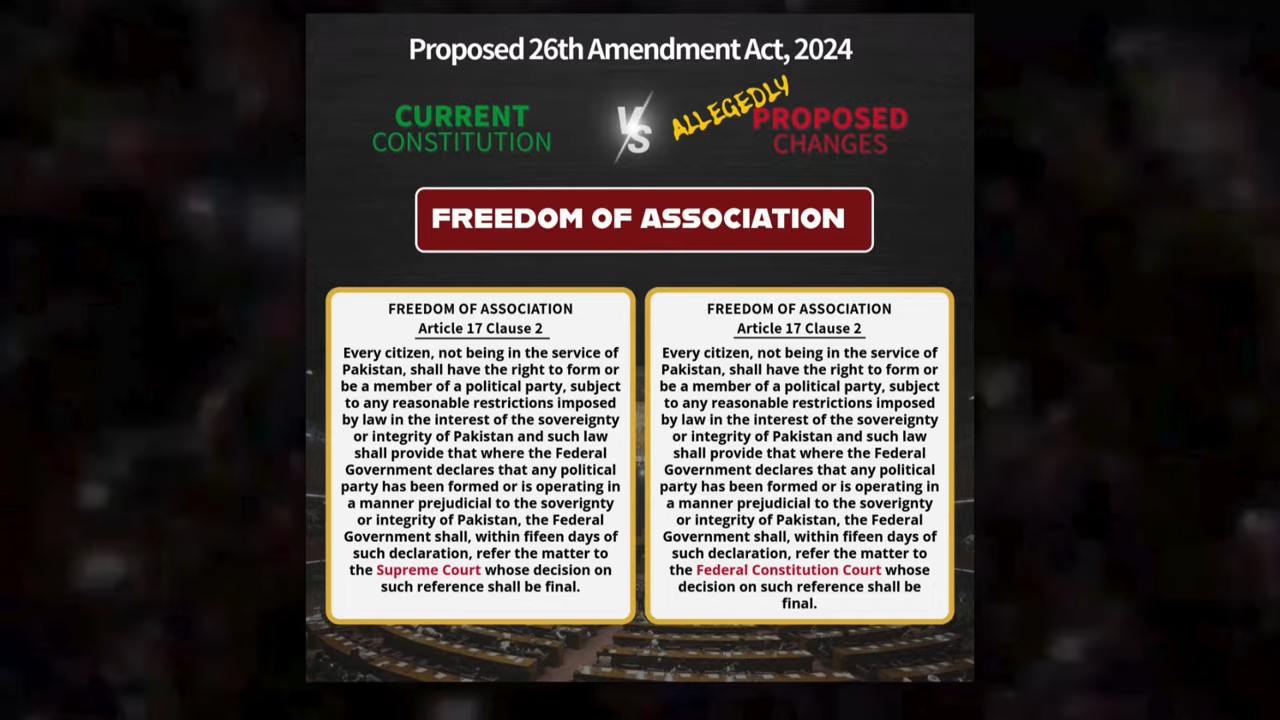 Proposed 26th Amendment Act, 2024
CURRENT
CONSTITUTION
VS
ALLEGEDLY
PROPOSED
CHANGES
FREEDOM OF ASSOCIATION
FREEDOM OF ASSOCIATION
Article 17 Clause 2
Every citizen, not being in the service of
Pakistan, shall have the right to form or
be a member of a political party, subject
to any reasonable restrictions imposed
by law in the interest of the sovereignty
or integrity of Pakistan and such law
shall provide that where the Federal
Government declares that any political
party has been formed or is operating in
a manner prejudicial to the soverignty
or integrity of Pakistan, the Federal
Government shall, within fifeen days of
such declaration, refer the matter to
the Supreme Court whose decision on
such reference shall be final.
FREEDOM OF ASSOCIATION
Article 17 Clause 2
Every citizen, not being in the service of
Pakistan, shall have the right to form or
be a member of a political party, subject
to any reasonable restrictions imposed
by law in the interest of the sovereignty
or integrity of Pakistan and such law
shall provide that where the Federal
Government declares that any political
party has been formed or is operating in
a manner prejudicial to the soverignty
or integrity of Pakistan, the Federal
Government shall, within fifeen days of
such declaration, refer the matter to
the Federal Constitution Court whose
decision on such reference shall be
final.